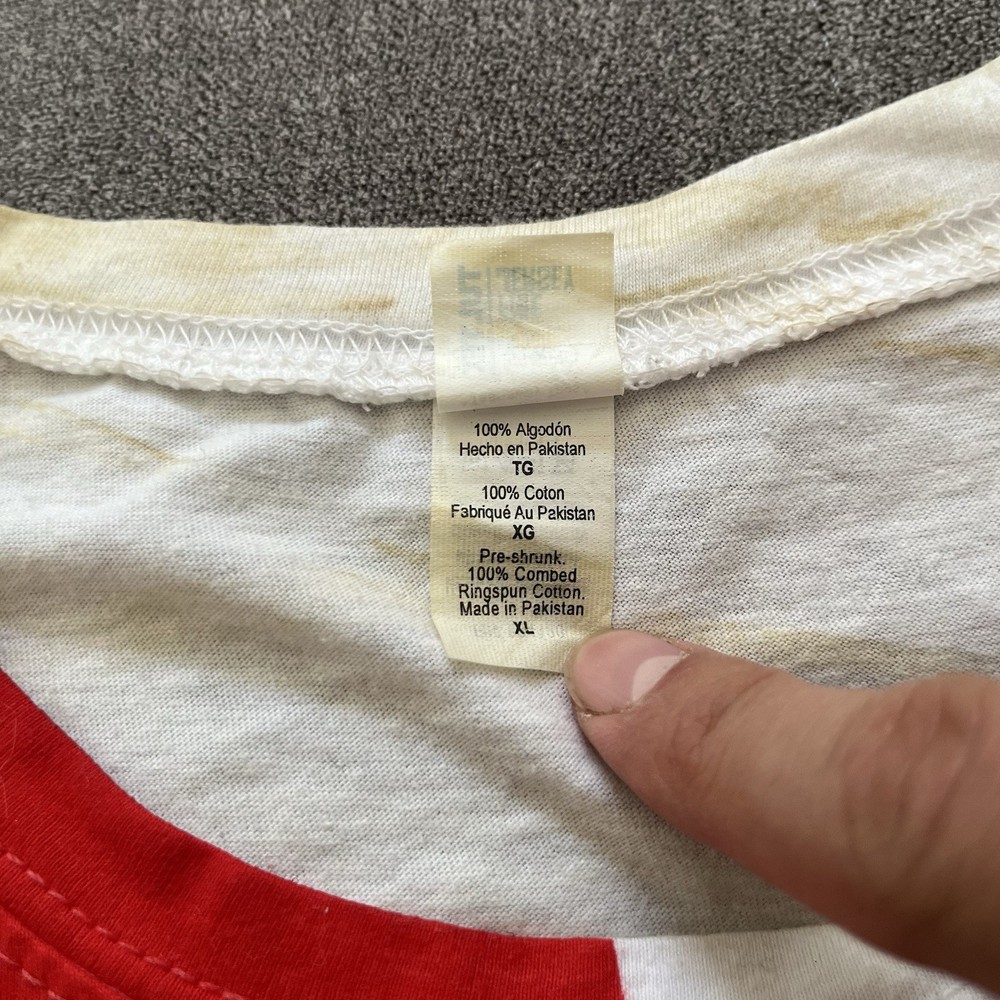 100% Algodón
Hecho en Pakistan
TG
100% Coton
Fabriqué Au Pakistan
XG
Pre-shrunk.
100% Combed
Ringspun Cotton.
Made in Pakistan
XL